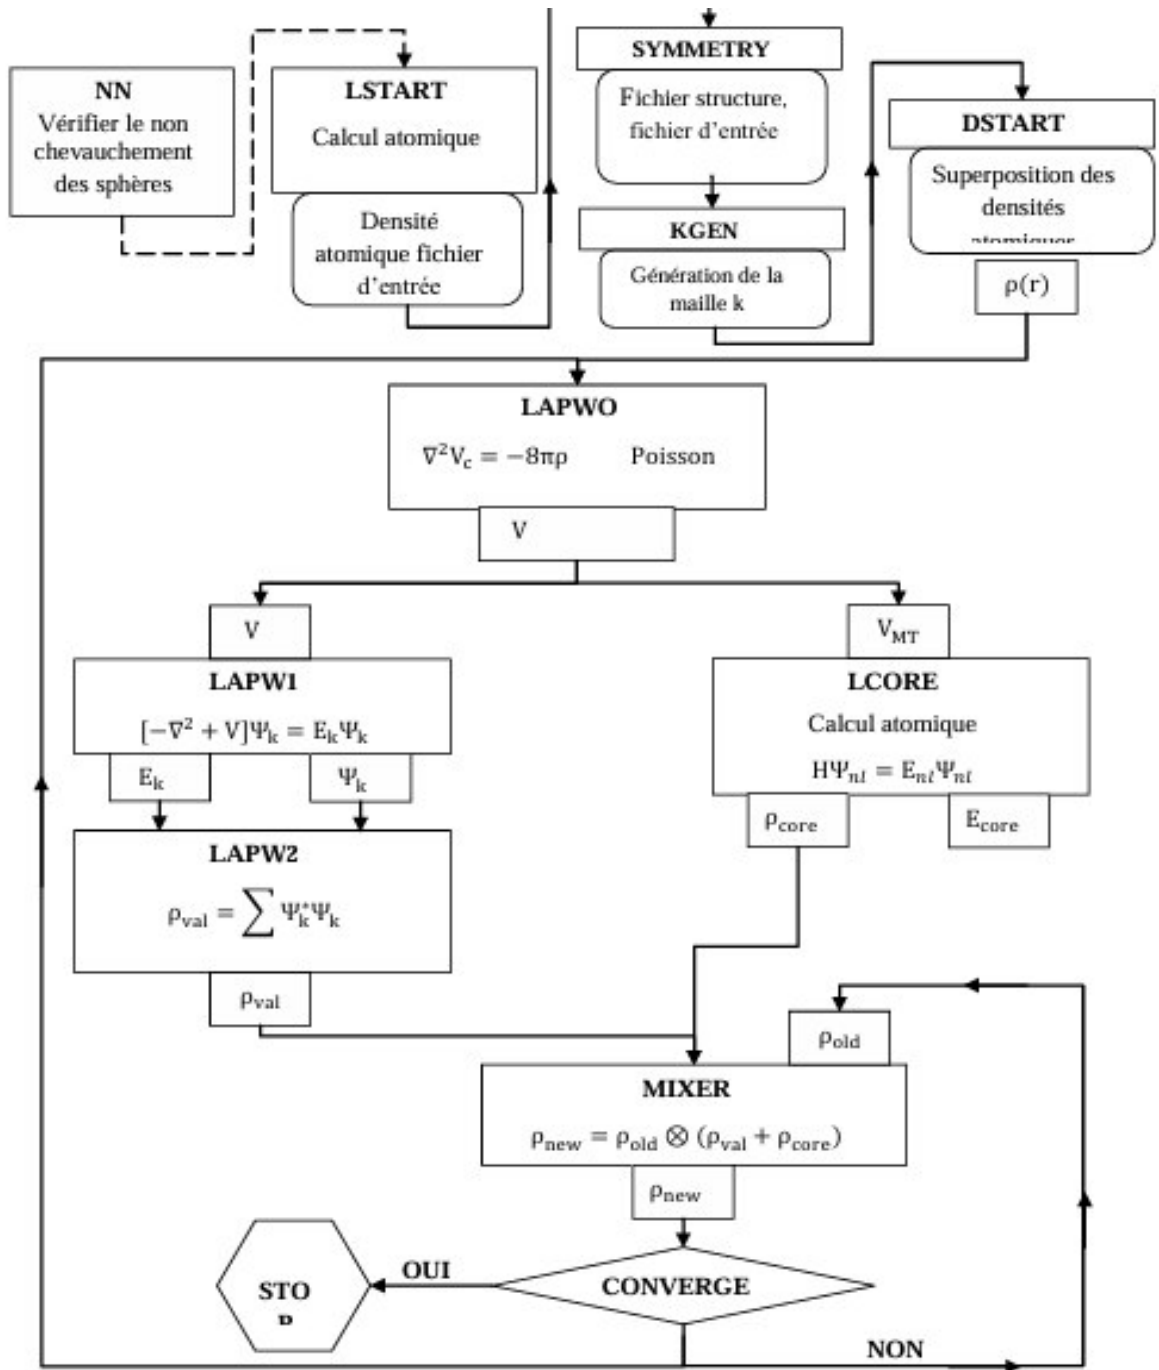 NN
Vérifier le non
chevauchement
des sphères
LSTART
Calcul atomique
Densité
atomique fichier
d’entrée
SYMMETRY
Fichier structure,
fichier d’entrée
KGEN
Génération de la
maille k
DSTART
Superposition des
densités
ρ(r)
LAPWO
∇²V_c = −8πρ Poisson
V
V
LAPW1
[−∇² + V]Ψ_k = E_kΨ_k
E_k Ψ_k
LAPW2
ρ_val = ∑ Ψ_k^*Ψ_k
ρ_val
V_MT
LCORE
Calcul atomique
HΨ_nl = E_nlΨ_nl
ρ_core E_core
ρ_old
MIXER
ρ_new = ρ_old ⊗ (ρ_val + ρ_core)
ρ_new
CONVERGE
OUI
STO
NON